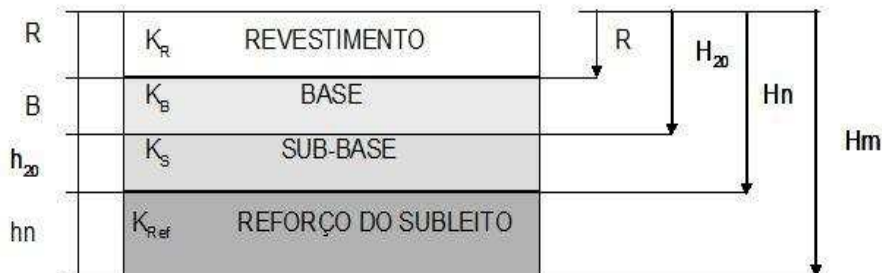 R K_R REVESTIMENTO R H_20
B K_B BASE Hn
h_20 K_S SUB-BASE Hm
hn K_Ref REFORÇO DO SUBLEITO